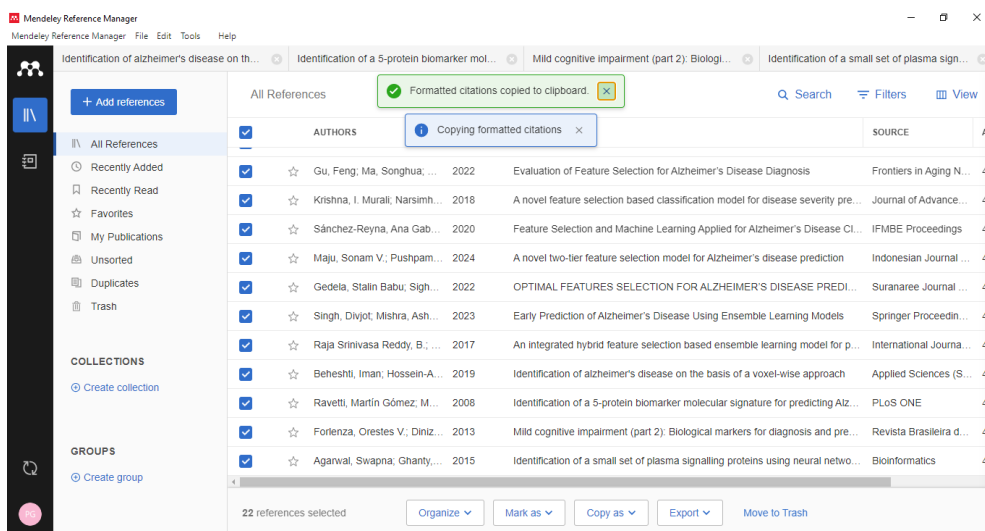 Mendeley Reference Manager
Mendeley Reference Manager File Edit Tools Help
Identification of alzheimer's disease on th... Identification of a 5-protein biomarker mol... Mild cognitive impairment (part 2): Biologi... Identification of a small set of plasma sign...
+ Add references
All References
Formatted citations copied to clipboard.
Search Filters View
Copying formatted citations
AUTHORS SOURCE
All References
Recently Added
Recently Read
Favorites
My Publications
Unsorted
Duplicates
Trash
COLLECTIONS
Create collection
GROUPS
Create group
PG
Gu, Feng; Ma, Songhua; ... 2022 Evaluation of Feature Selection for Alzheimer's Disease Diagnosis Frontiers in Aging N...
Krishna, I. Murali; Narsimh... 2018 A novel feature selection based classification model for disease severity pre... Journal of Advance...
Sánchez-Reyna, Ana Gab... 2020 Feature Selection and Machine Learning Applied for Alzheimer's Disease Cl... IFMBE Proceedings
Maju, Sonam V.; Pushpam... 2024 A novel two-tier feature selection model for Alzheimer's disease prediction Indonesian Journal ...
Gedela, Stalin Babu; Sigh... 2022 OPTIMAL FEATURES SELECTION FOR ALZHEIMER'S DISEASE PREDI... Suranaree Journal ...
Singh, Divjot; Mishra, Ash... 2023 Early Prediction of Alzheimer's Disease Using Ensemble Learning Models Springer Proceedin...
Raja Srinivasa Reddy, B.; ... 2017 An integrated hybrid feature selection based ensemble learning model for p... International Journa...
Beheshti, Iman; Hossein-A... 2019 Identification of alzheimer's disease on the basis of a voxel-wise approach Applied Sciences (S...
Ravetti, Martín Gómez; M... 2008 Identification of a 5-protein biomarker molecular signature for predicting Alz... PLoS ONE
Forlenza, Orestes V.; Diniz... 2013 Mild cognitive impairment (part 2): Biological markers for diagnosis and pre... Revista Brasileira d...
Agarwal, Swapna; Ghanty,... 2015 Identification of a small set of plasma signalling proteins using neural netwo... Bioinformatics
22 references selected Organize Mark as Copy as Export Move to Trash